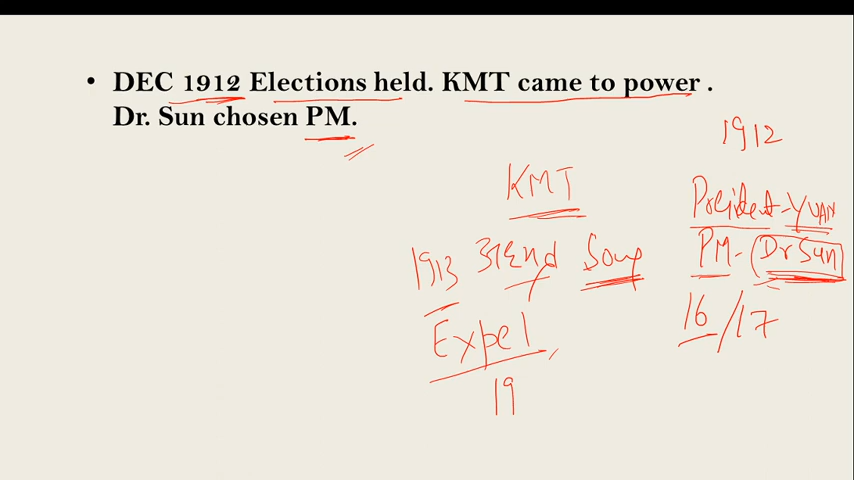 • DEC 1912 Elections held. KMT came to power .
Dr. Sun chosen PM.
1912
KMT
President-YUAN
PM- Dr Sun
1913
Expel
16/17
19